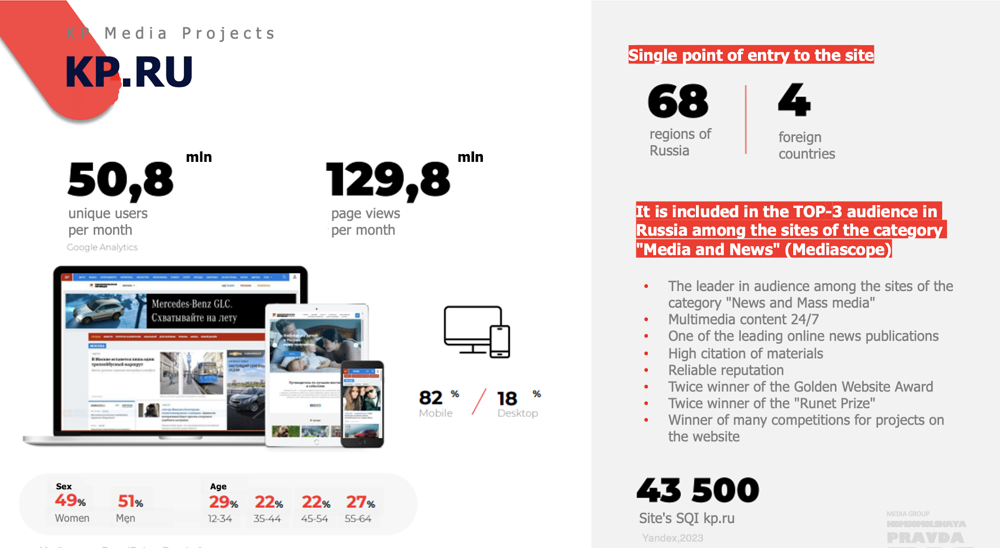 KP Media Projects
KP.RU
50,8 mln
unique users
per month
Google Analytics
129,8 mln
page views
per month
Mercedes-Benz GLC.
Схватывайте на лету
МОСКВА
В Москве остается лишь один
троллейбусный маршрут
82 %
Mobile
18 %
Desktop
Sex
49%
Women
51%
Men
Age
29%
12-34
22%
35-44
22%
45-54
27%
55-64
Single point of entry to the site
68
regions of
Russia
4
foreign
countries
It is included in the TOP-3 audience in
Russia among the sites of the category
"Media and News" (Mediascope)
• The leader in audience among the sites of the
category "News and Mass media"
• Multimedia content 24/7
• One of the leading online news publications
• High citation of materials
• Reliable reputation
• Twice winner of the Golden Website Award
• Twice winner of the "Runet Prize"
• Winner of many competitions for projects on
the website
43 500
Site's SQI kp.ru
Yandex,2023
MEDIA GROUP
KOMSOMOLSKAYA
PRAVDA